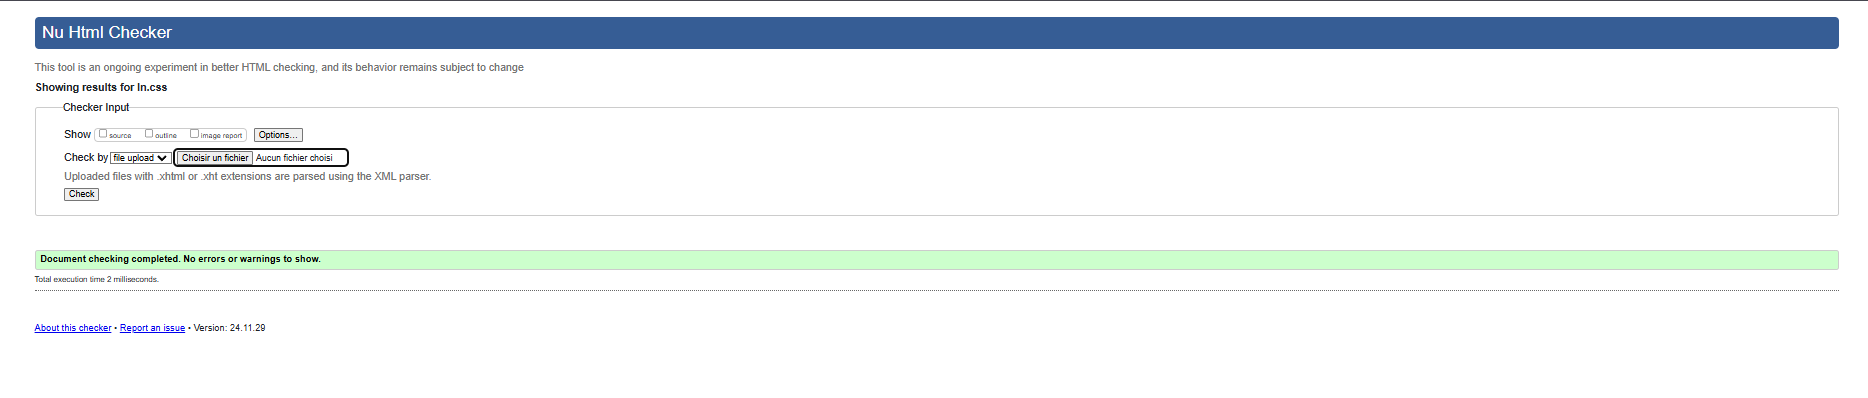 Nu Html Checker
This tool is an ongoing experiment in better HTML checking, and its behavior remains subject to change
Showing results for ln.css
Checker Input
Show source outline image report Options...
Check by file upload Choisir un fichier Aucun fichier choisi
Uploaded files with .xhtml or .xht extensions are parsed using the XML parser.
Check
Document checking completed. No errors or warnings to show.
Total execution time 2 milliseconds.
About this checker • Report an issue • Version: 24.11.29